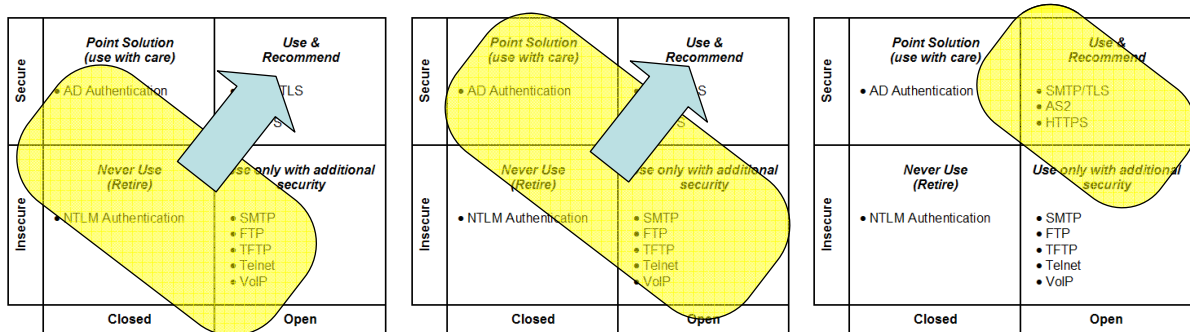 Secure
Point Solution
(use with care)
Use &
Recommend
• AD Authentication
TLS
Insecure
Never Use
(Retire)
Use only with additional
security
• NTLM Authentication
• SMTP
• FTP
• TFTP
• Telnet
• VoIP
Closed
Open
Secure
Point Solution
(use with care)
Use &
Recommend
• AD Authentication
Insecure
Never Use
(Retire)
Use only with additional
security
• NTLM Authentication
• SMTP
• FTP
• TFTP
• Telnet
• VoIP
Closed
Open
Secure
Point Solution
(use with care)
Use &
Recommend
• AD Authentication
• SMTP/TLS
• AS2
• HTTPS
Insecure
Never Use
(Retire)
Use only with additional
security
• NTLM Authentication
• SMTP
• FTP
• TFTP
• Telnet
• VoIP
Closed
Open